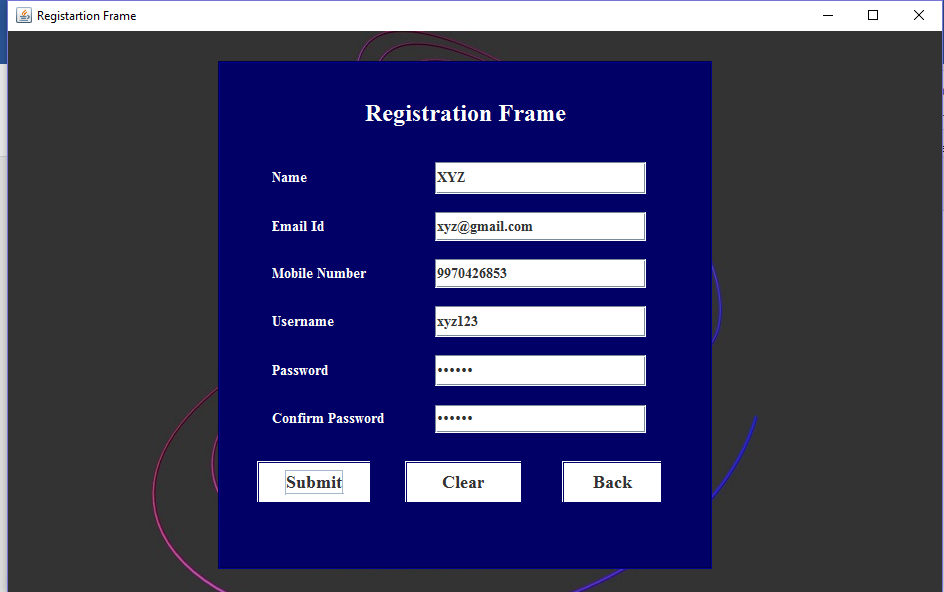 Registartion Frame
Registration Frame
Name XYZ
Email Id xyz@gmail.com
Mobile Number 9970426853
Username xyz123
Password ••••••
Confirm Password ••••••
Submit Clear Back